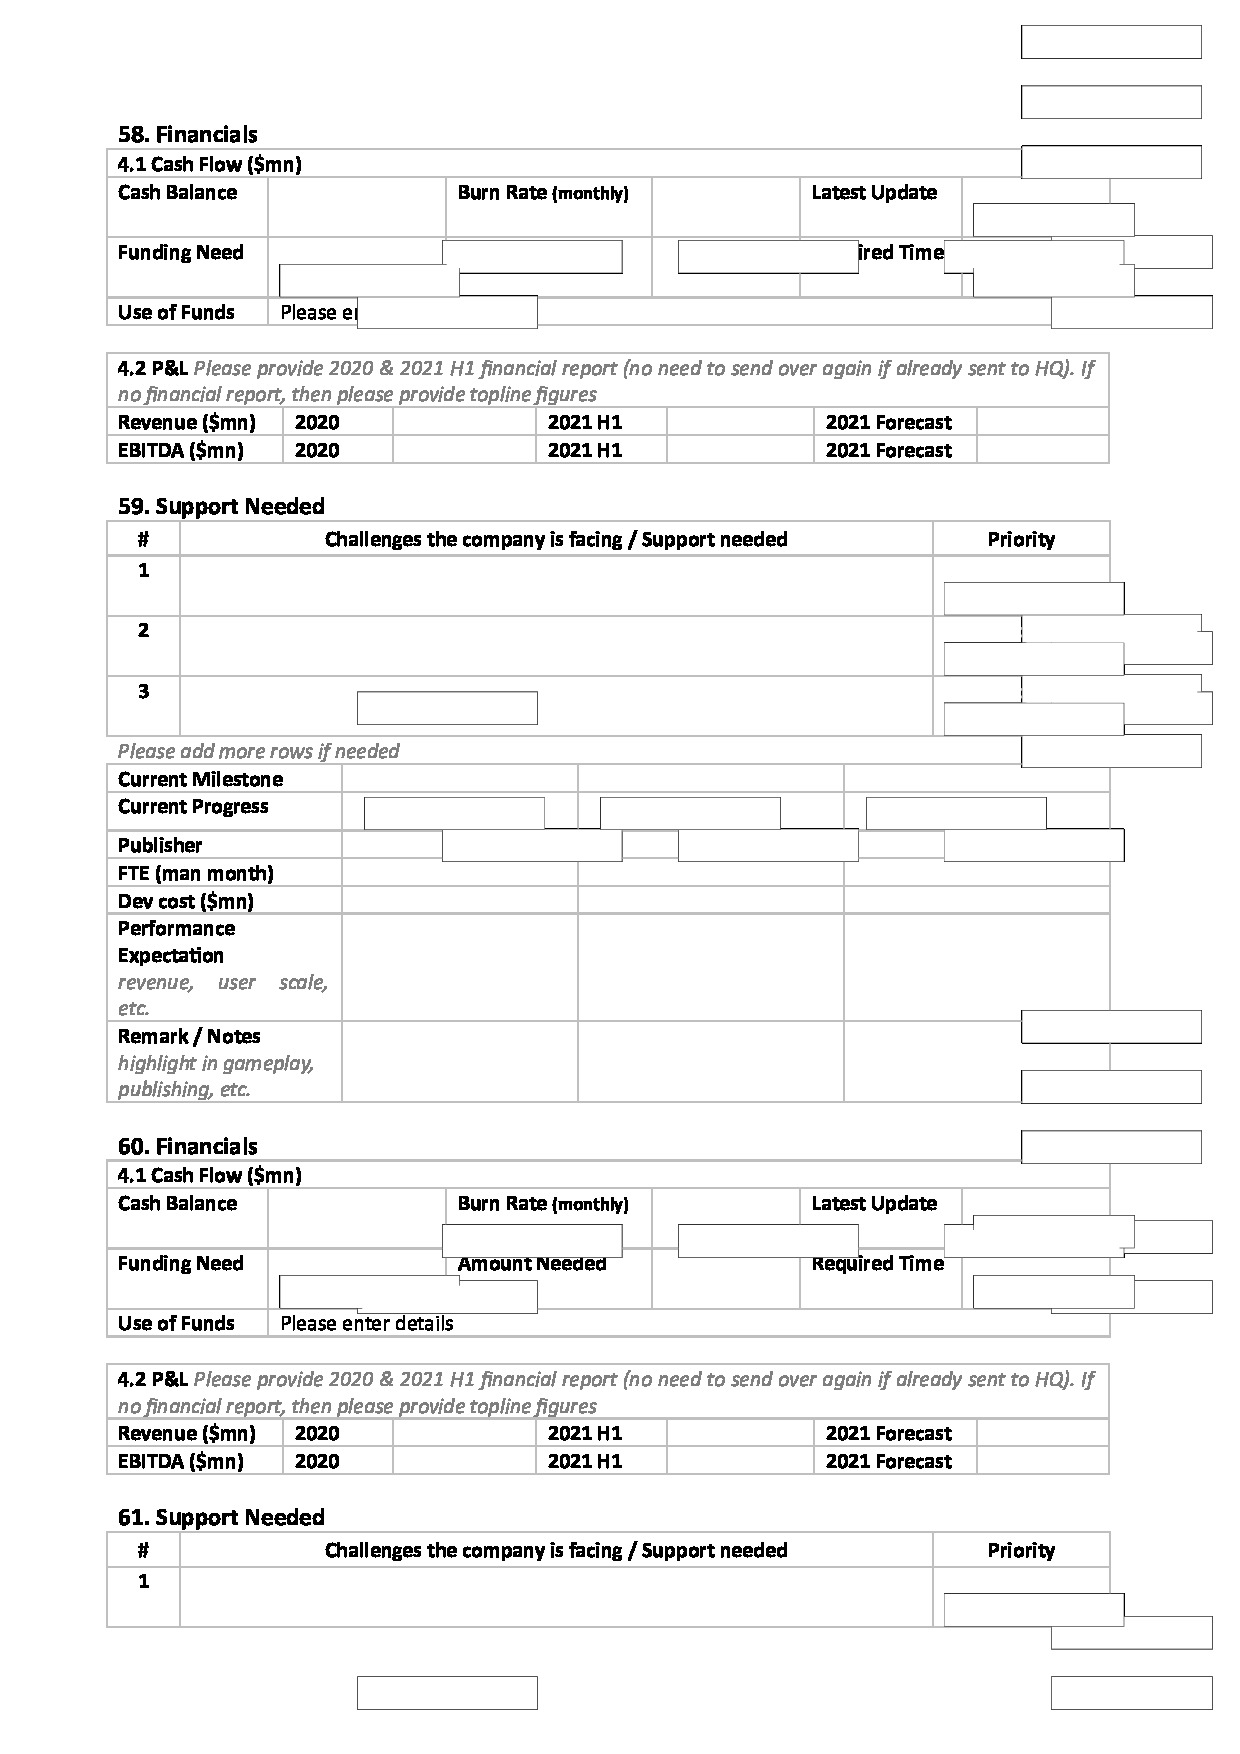 58. Financials
4.1 Cash Flow ($mn)
Cash Balance Burn Rate (monthly) Latest Update
Funding Need ired Time
Use of Funds Please
4.2 P&L Please provide 2020 & 2021 H1 financial report (no need to send over again if already sent to HQ). If
no financial report, then please provide topline figures
Revenue ($mn) 2020 2021 H1 2021 Forecast
EBITDA ($mn) 2020 2021 H1 2021 Forecast
59. Support Needed
# Challenges the company is facing / Support needed Priority
1
2
3
Please add more rows if needed
Current Milestone
Current Progress
Publisher
FTE (man month)
Dev cost ($mn)
Performance
Expectation
revenue, user scale,
etc.
Remark / Notes
highlight in gameplay,
publishing, etc.
60. Financials
4.1 Cash Flow ($mn)
Cash Balance Burn Rate (monthly) Latest Update
Funding Need Amount Needed Required Time
Use of Funds Please enter details
4.2 P&L Please provide 2020 & 2021 H1 financial report (no need to send over again if already sent to HQ). If
no financial report, then please provide topline figures
Revenue ($mn) 2020 2021 H1 2021 Forecast
EBITDA ($mn) 2020 2021 H1 2021 Forecast
61. Support Needed
# Challenges the company is facing / Support needed Priority
1